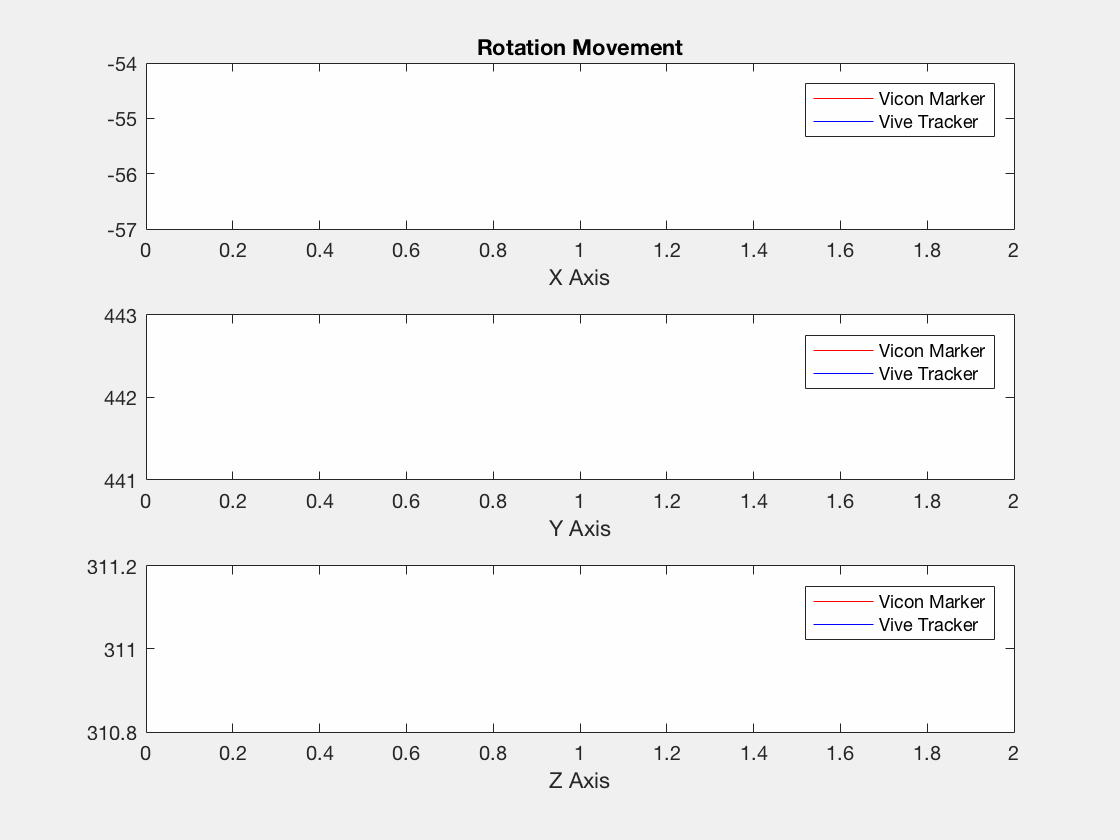 Rotation Movement
-54
-55
-56
-57
Vicon Marker
Vive Tracker
0 0.2 0.4 0.6 0.8 1 1.2 1.4 1.6 1.8 2
X Axis
443
442
441
Vicon Marker
Vive Tracker
0 0.2 0.4 0.6 0.8 1 1.2 1.4 1.6 1.8 2
Y Axis
311.2
311
310.8
Vicon Marker
Vive Tracker
0 0.2 0.4 0.6 0.8 1 1.2 1.4 1.6 1.8 2
Z Axis